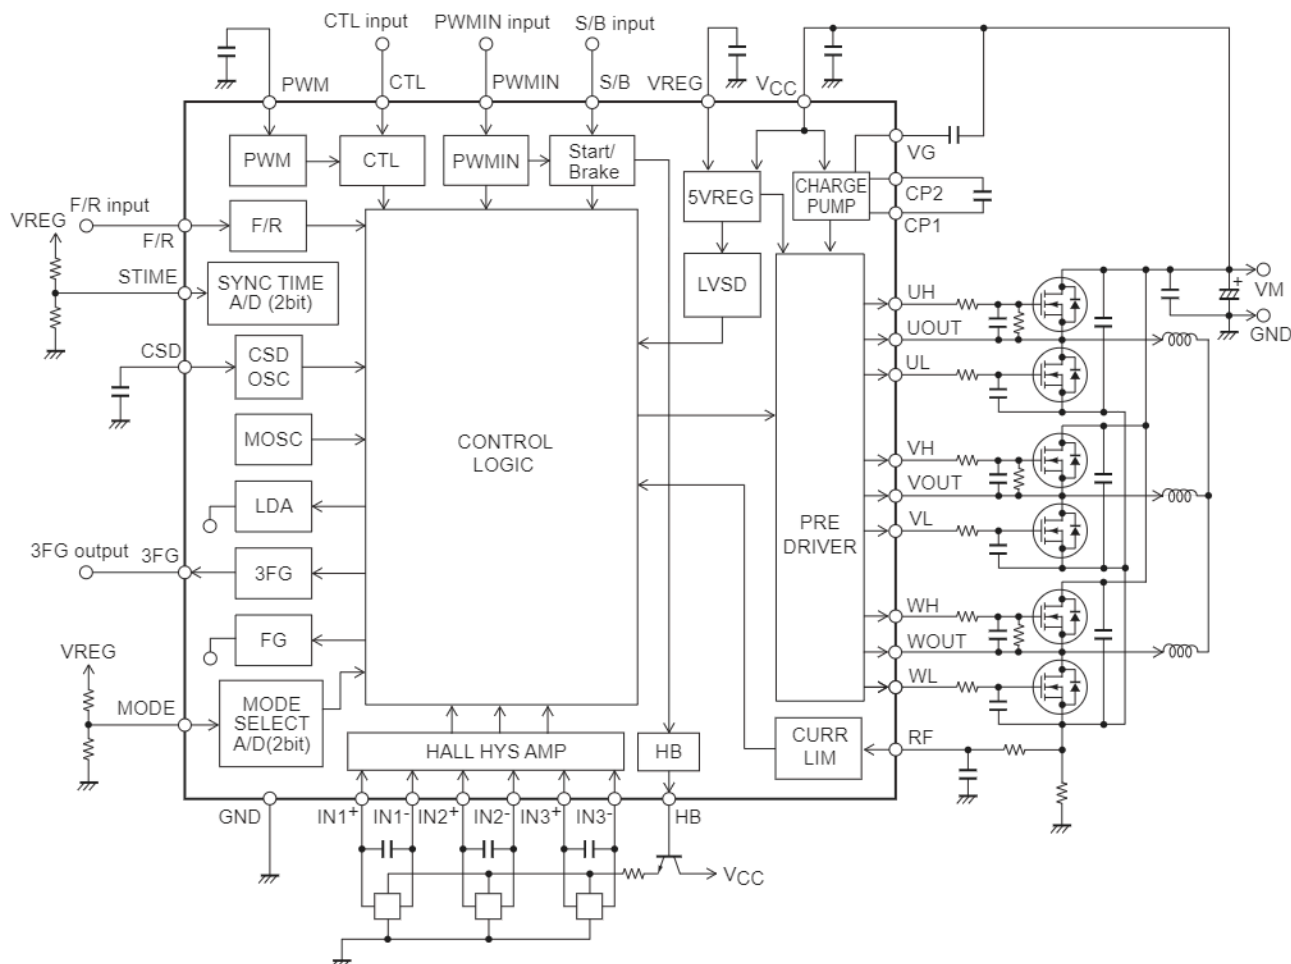 CTL input
PWMIN input
S/B input
PWM
CTL
PWMIN
S/B
VREG
VCC
PWM
CTL
PWMIN
Start/
Brake
VG
5VREG
CHARGE
PUMP
CP2
CP1
F/R input
VREG
F/R
F/R
STIME
SYNC TIME
A/D (2bit)
LVSD
UH
VM
UOUT
GND
CSD
CSD
OSC
UL
MOSC
CONTROL
LOGIC
VH
LDA
VOUT
PRE
DRIVER
VL
3FG output
3FG
3FG
WH
FG
WOUT
VREG
WL
MODE
MODE
SELECT
A/D(2bit)
CURR
LIM
RF
HALL HYS AMP
HB
GND
IN1+
IN1-
IN2+
IN2-
IN3+
IN3-
HB
VCC